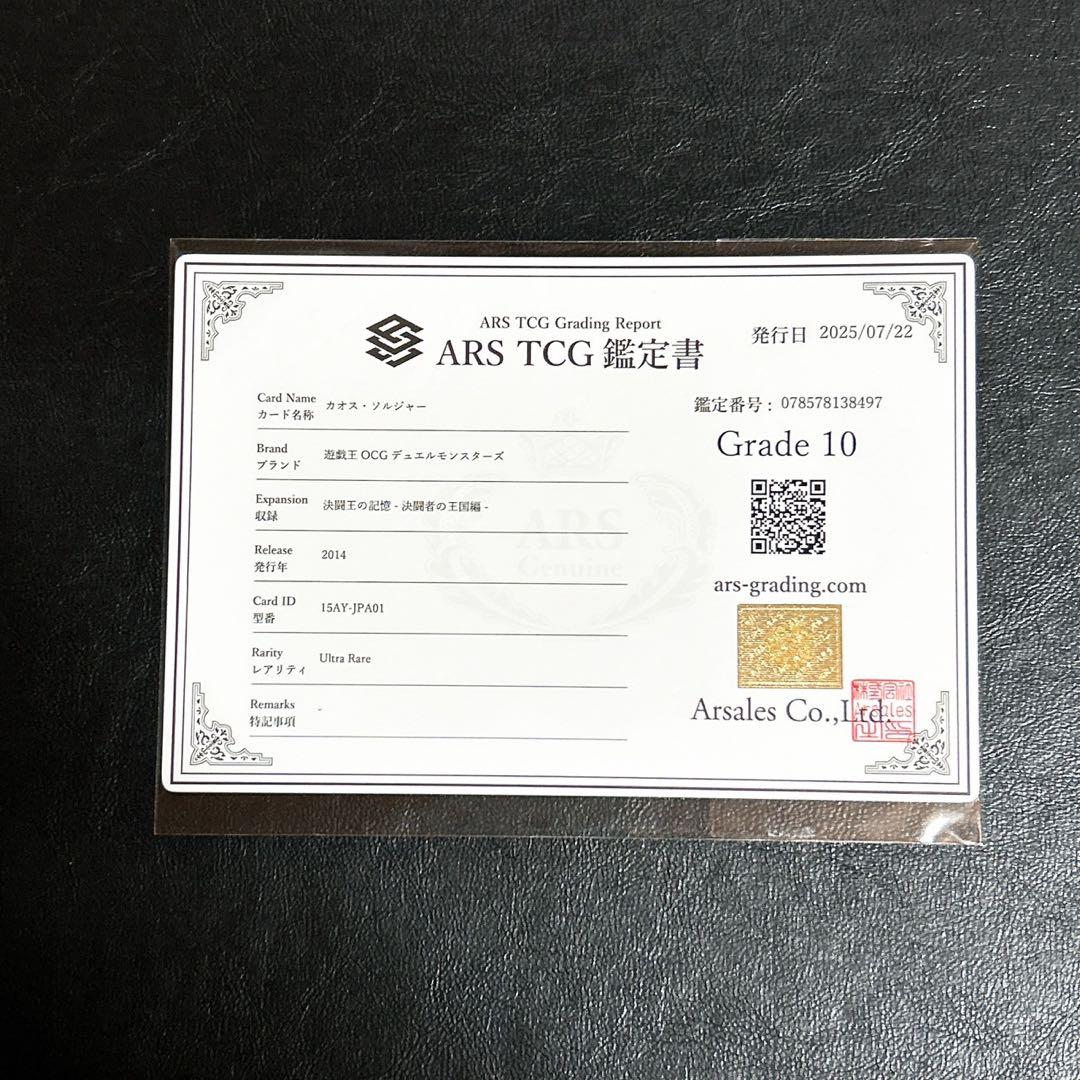 ARS TCG Grading Report
ARS TCG 鑑定書
発行日 2025/07/22
Card Name
カード名称
カオス・ソルジャー
Brand
ブランド
遊戯王 OCG デュエルモンスターズ
Expansion
収録
決闘王の記憶 - 決闘者の王国編 -
Release
発行年
2014
Card ID
型番
15AY-JPA01
Rarity
レアリティ
Ultra Rare
Remarks
特記事項
-
ARS
Genuine
鑑定番号 : 078578138497
Grade 10
ars-grading.com
Arsales Co.,Ltd.
株式会社
Arsales